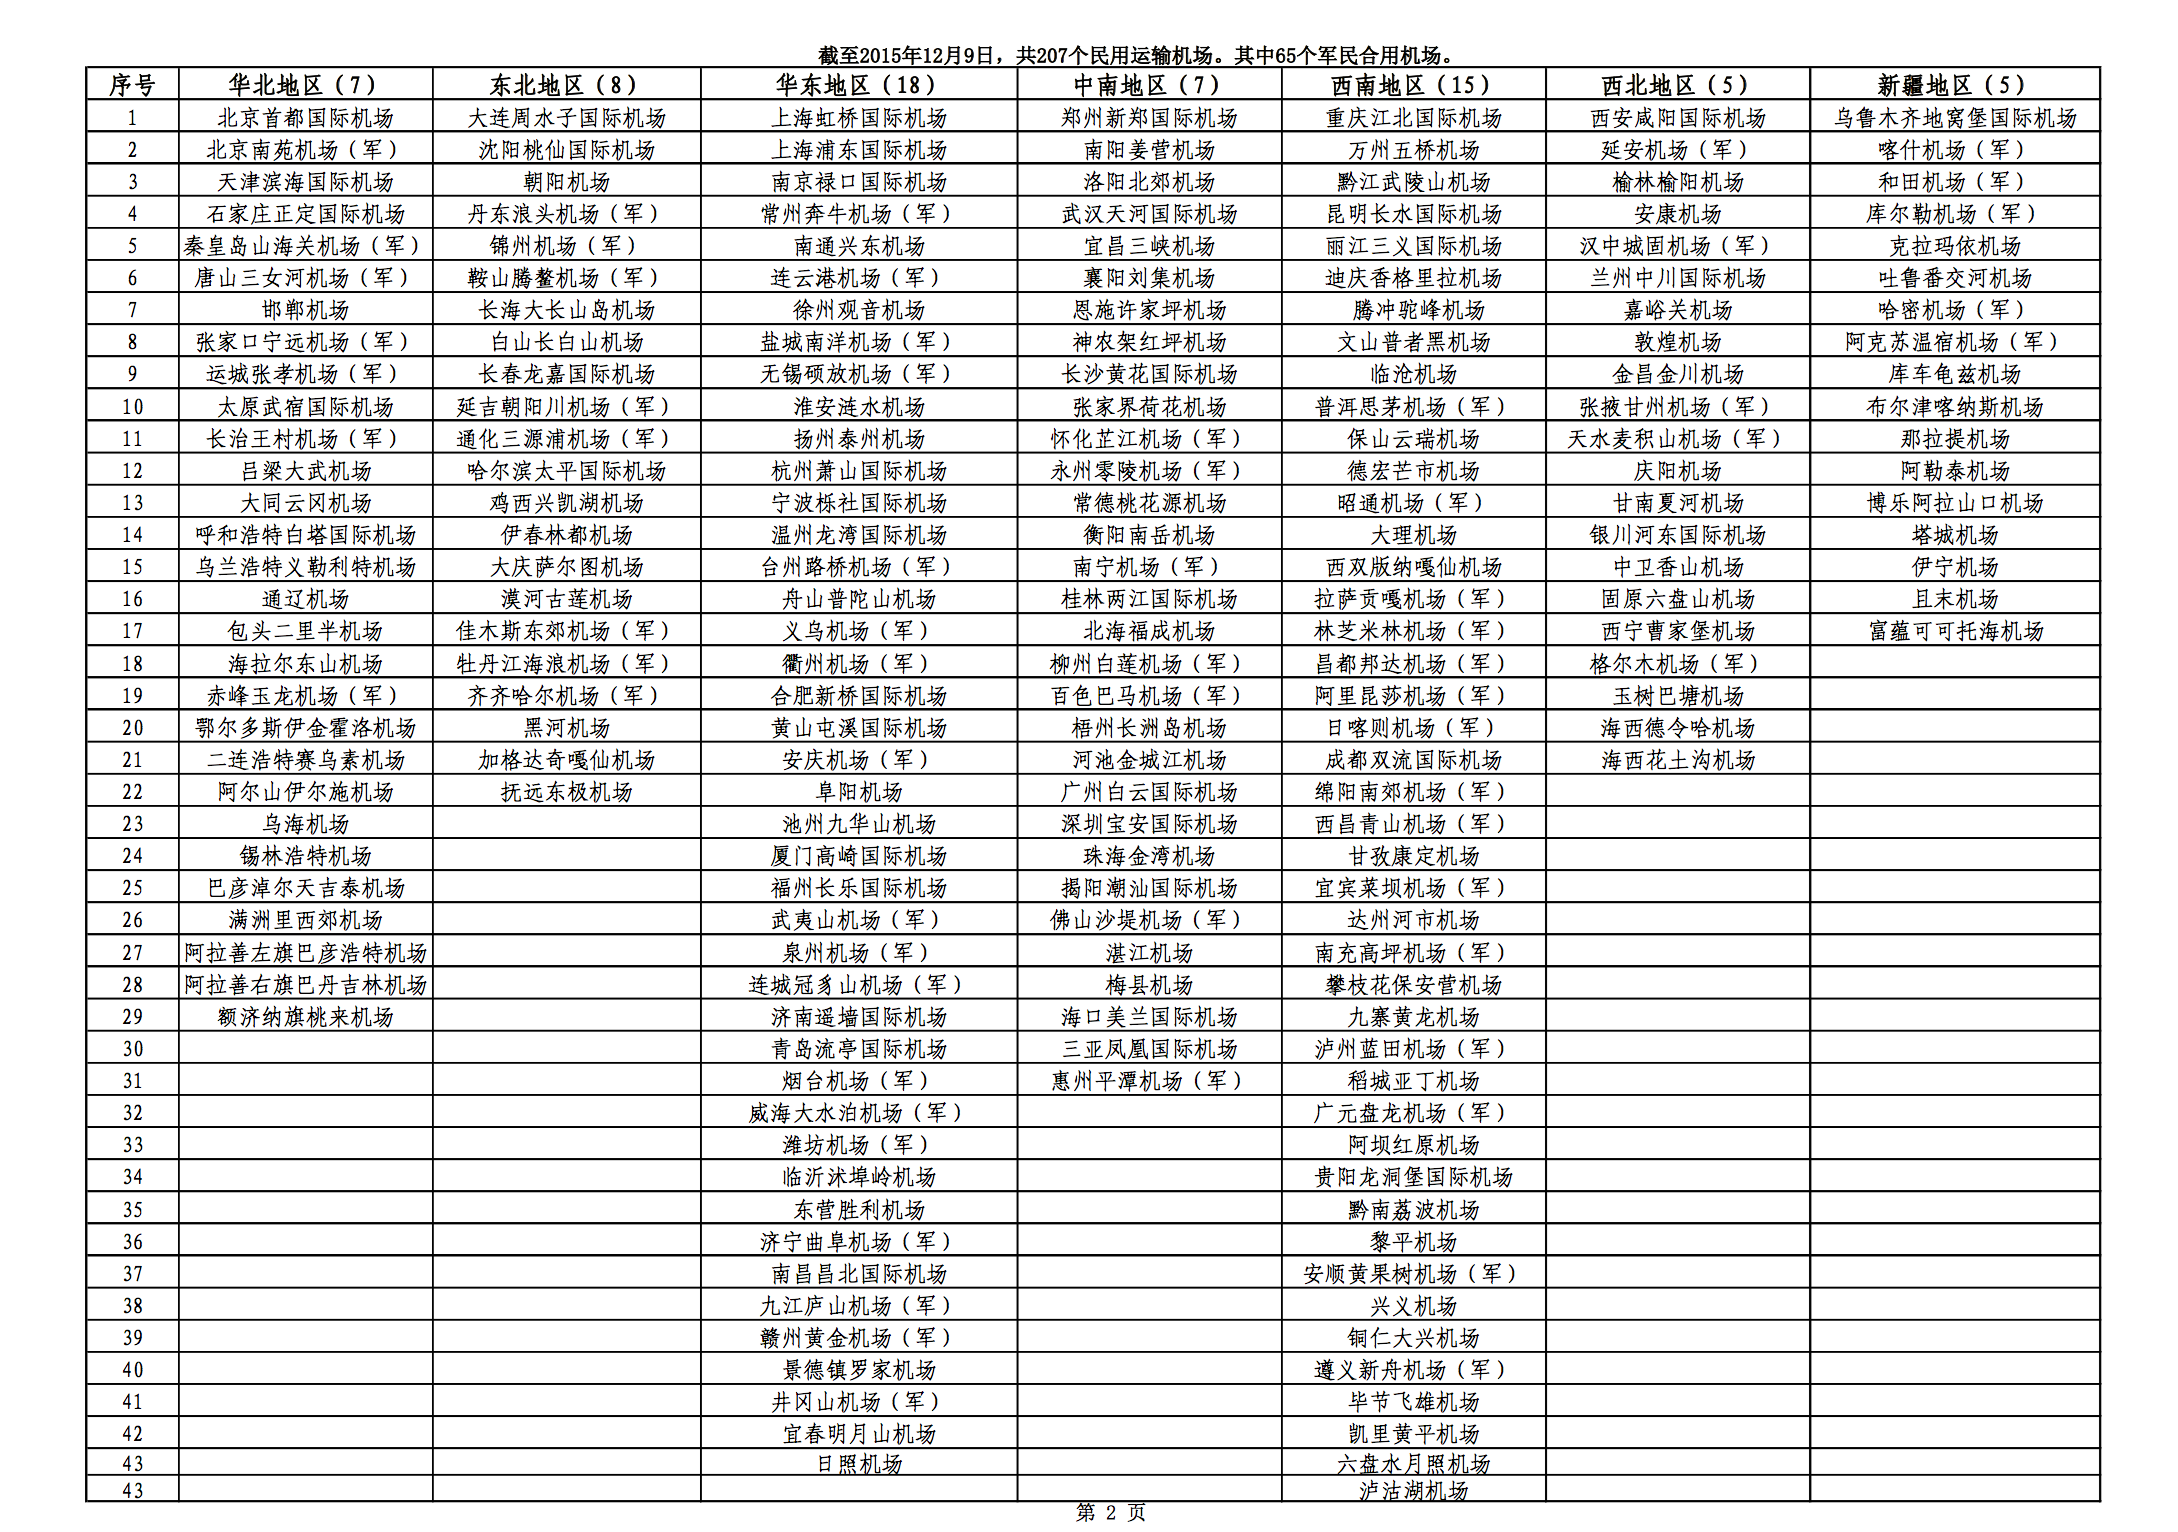 截至2015年12月9日，共207个民用运输机场。其中65个军民合用机场。
序号 华北地区（7） 东北地区（8） 华东地区（18） 中南地区（7） 西南地区（15） 西北地区（5） 新疆地区（5）
1 北京首都国际机场 大连周水子国际机场 上海虹桥国际机场 郑州新郑国际机场 重庆江北国际机场 西安咸阳国际机场 乌鲁木齐地窝堡国际机场
2 北京南苑机场（军） 沈阳桃仙国际机场 上海浦东国际机场 南阳姜营机场 万州五桥机场 延安机场（军） 喀什机场（军）
3 天津滨海国际机场 朝阳机场 南京禄口国际机场 洛阳北郊机场 黔江武陵山机场 榆林榆阳机场 和田机场（军）
4 石家庄正定国际机场 丹东浪头机场（军） 常州奔牛机场（军） 武汉天河国际机场 昆明长水国际机场 安康机场 库尔勒机场（军）
5 秦皇岛山海关机场（军） 锦州机场（军） 南通兴东机场 宜昌三峡机场 丽江三义国际机场 汉中城固机场（军） 克拉玛依机场
6 唐山三女河机场（军） 鞍山腾鳌机场（军） 连云港机场（军） 襄阳刘集机场 迪庆香格里拉机场 兰州中川国际机场 吐鲁番交河机场
7 邯郸机场 长海大长山岛机场 徐州观音机场 恩施许家坪机场 腾冲驼峰机场 嘉峪关机场 哈密机场（军）
8 张家口宁远机场（军） 白山长白山机场 盐城南洋机场（军） 神农架红坪机场 文山普者黑机场 敦煌机场 阿克苏温宿机场（军）
9 运城张孝机场（军） 长春龙嘉国际机场 无锡硕放机场（军） 长沙黄花国际机场 临沧机场 金昌金川机场 库车龟兹机场
10 太原武宿国际机场 延吉朝阳川机场（军） 淮安涟水机场 张家界荷花机场 普洱思茅机场（军） 张掖甘州机场（军） 布尔津喀纳斯机场
11 长治王村机场（军） 通化三源浦机场（军） 扬州泰州机场 怀化芷江机场（军） 保山云瑞机场 天水麦积山机场（军） 那拉提机场
12 吕梁大武机场 哈尔滨太平国际机场 杭州萧山国际机场 永州零陵机场（军） 德宏芒市机场 庆阳机场 阿勒泰机场
13 大同云冈机场 鸡西兴凯湖机场 宁波栎社国际机场 常德桃花源机场 昭通机场（军） 甘南夏河机场 博乐阿拉山口机场
14 呼和浩特白塔国际机场 伊春林都机场 温州龙湾国际机场 衡阳南岳机场 大理机场 银川河东国际机场 塔城机场
15 乌兰浩特义勒利特机场 大庆萨尔图机场 台州路桥机场（军） 南宁机场（军） 西双版纳嘎仙机场 中卫香山机场 伊宁机场
16 通辽机场 漠河古莲机场 舟山普陀山机场 桂林两江国际机场 拉萨贡嘎机场（军） 固原六盘山机场 且末机场
17 包头二里半机场 佳木斯东郊机场（军） 义乌机场（军） 北海福成机场 林芝米林机场（军） 西宁曹家堡机场 富蕴可可托海机场
18 海拉尔东山机场 牡丹江海浪机场（军） 衢州机场（军） 柳州白莲机场（军） 昌都邦达机场（军） 格尔木机场（军）
19 赤峰玉龙机场（军） 齐齐哈尔机场（军） 合肥新桥国际机场 百色巴马机场（军） 阿里昆莎机场（军） 玉树巴塘机场
20 鄂尔多斯伊金霍洛机场 黑河机场 黄山屯溪国际机场 梧州长洲岛机场 日喀则机场（军） 海西德令哈机场
21 二连浩特赛乌素机场 加格达奇嘎仙机场 安庆机场（军） 河池金城江机场 成都双流国际机场 海西花土沟机场
22 阿尔山伊尔施机场 抚远东极机场 阜阳机场 广州白云国际机场 绵阳南郊机场（军）
23 乌海机场 池州九华山机场 深圳宝安国际机场 西昌青山机场（军）
24 锡林浩特机场 厦门高崎国际机场 珠海金湾机场 甘孜康定机场
25 巴彦淖尔天吉泰机场 福州长乐国际机场 揭阳潮汕国际机场 宜宾菜坝机场（军）
26 满洲里西郊机场 武夷山机场（军） 佛山沙堤机场（军） 达州河市机场
27 阿拉善左旗巴彦浩特机场 泉州机场（军） 湛江机场 南充高坪机场（军）
28 阿拉善右旗巴丹吉林机场 连城冠豸山机场（军） 梅县机场 攀枝花保安营机场
29 额济纳旗桃来机场 济南遥墙国际机场 海口美兰国际机场 九寨黄龙机场
30 青岛流亭国际机场 三亚凤凰国际机场 泸州蓝田机场（军）
31 烟台机场（军） 惠州平潭机场（军） 稻城亚丁机场
32 威海大水泊机场（军） 广元盘龙机场（军）
33 潍坊机场（军） 阿坝红原机场
34 临沂沭埠岭机场 贵阳龙洞堡国际机场
35 东营胜利机场 黔南荔波机场
36 济宁曲阜机场（军） 黎平机场
37 南昌昌北国际机场 安顺黄果树机场（军）
38 九江庐山机场（军） 兴义机场
39 赣州黄金机场（军） 铜仁大兴机场
40 景德镇罗家机场 遵义新舟机场（军）
41 井冈山机场（军） 毕节飞雄机场
42 宜春明月山机场 凯里黄平机场
43 日照机场 六盘水月照机场
43 泸沽湖机场
第 2 页